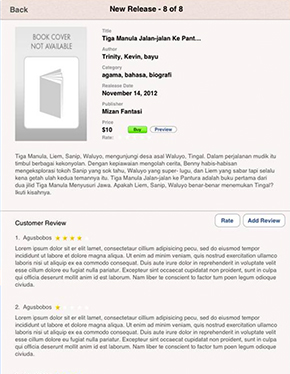 Back
New Release - 8 of 8
BOOK COVER
NOT AVAILABLE
Title
Tiga Manula Jalan-jalan Ke Pant...
Author
Trinity, Kevin, bayu
Category
agama, bahasa, biografi
Realease Date
November 14, 2012
Publisher
Mizan Fantasi
Price
$10
Buy
Preview
Tiga Manula, Liem, Sanip, Waluyo, mengunjungi desa asal Waluyo, Tingal. Dalam perjalanan mudik itu
timbul berbagai kekonyolan. Dengan kepiawaian mengolah cerita, Benny habis-habisan
mengeksplorasi tokoh Sanip yang sok tahu, Waluyo yang super- lugu, dan Liem yang sabar tapi selalu
kena getah ulah kedua temannya itu. Tiga Manula Jalan-jalan ke Pantura adalah buku pertama dari
dua jilid Tiga Manula Menyusuri Jawa. Apakah Liem, Sanip, Waluyo benar-benar menemukan Tingal?
Ikuti kisahnya.
Customer Review
Rate
Add Review
1. Agusbobos
Lorem ipsum dolor sit er elit lamet, consectetaur cillium adipisicing pecu, sed do eiusmod tempor
incididunt ut labore et dolore magna aliqua. Ut enim ad minim veniam, quis nostrud exercitation ullamco
laboris nisi ut aliquip ex ea commodo consequat. Duis aute irure dolor in reprehenderit in voluptate velit
esse cillum dolore eu fugiat nulla pariatur. Excepteur sint occaecat cupidatat non proident, sunt in culpa
qui officia deserunt mollit anim id est laborum. Nam liber te conscient to factor tum poen legum odioque
civiuda.
2. Agusbobos
Lorem ipsum dolor sit er elit lamet, consectetaur cillium adipisicing pecu, sed do eiusmod tempor
incididunt ut labore et dolore magna aliqua. Ut enim ad minim veniam, quis nostrud exercitation ullamco
laboris nisi ut aliquip ex ea commodo consequat. Duis aute irure dolor in reprehenderit in voluptate velit
esse cillum dolore eu fugiat nulla pariatur. Excepteur sint occaecat cupidatat non proident, sunt in culpa
qui officia deserunt mollit anim id est laborum. Nam liber te conscient to factor tum poen legum odioque
civiuda.